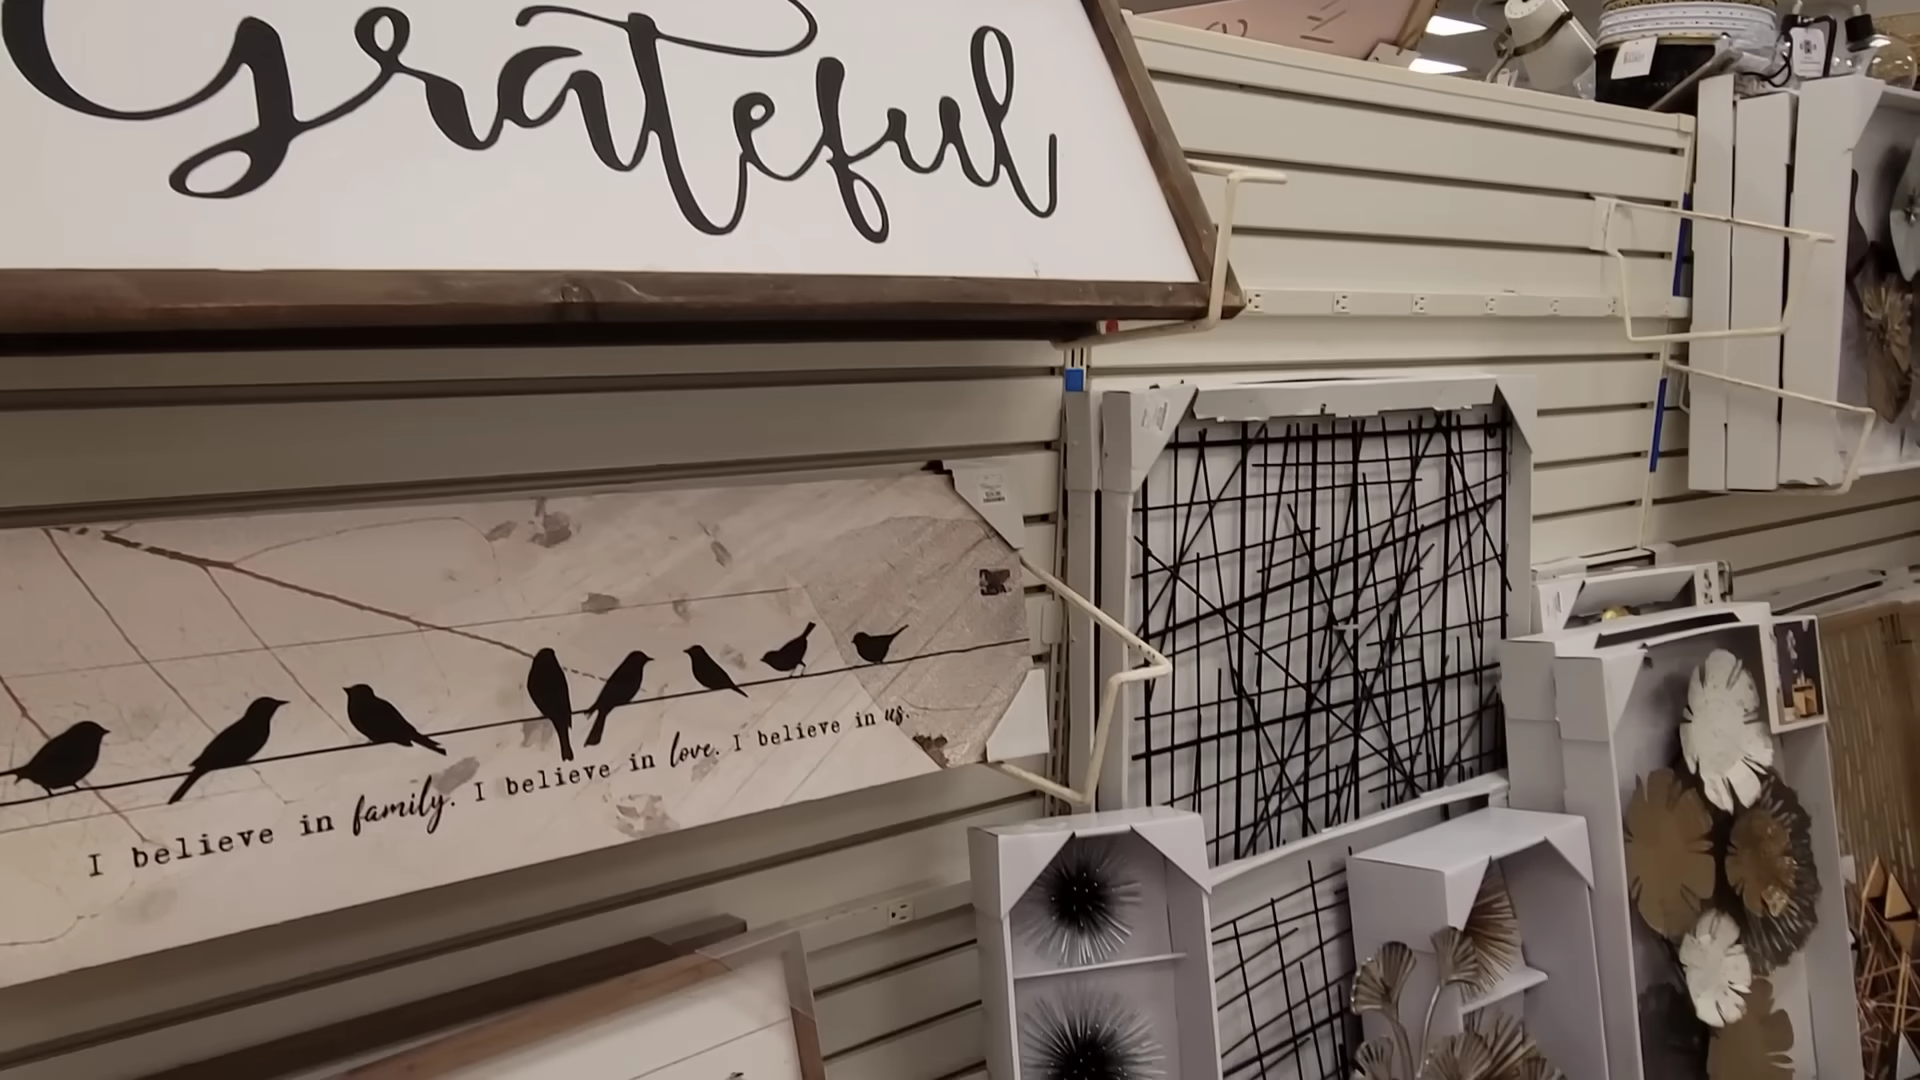 Grateful
I believe in family. I believe in love. I believe in us.